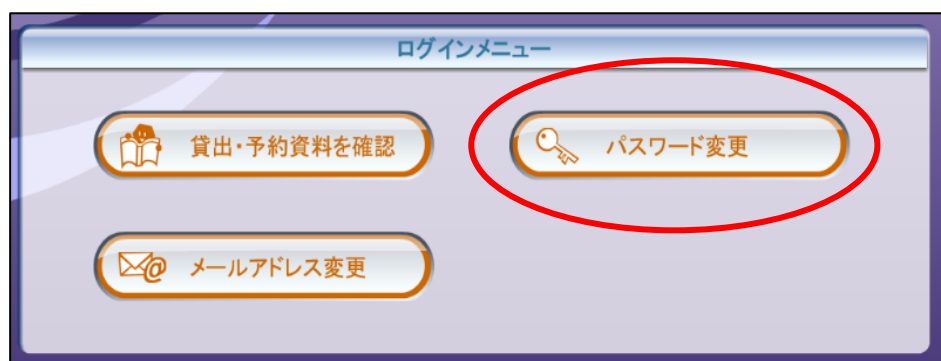 ログインメニュー
貸出・予約資料を確認
パスワード変更
メールアドレス変更